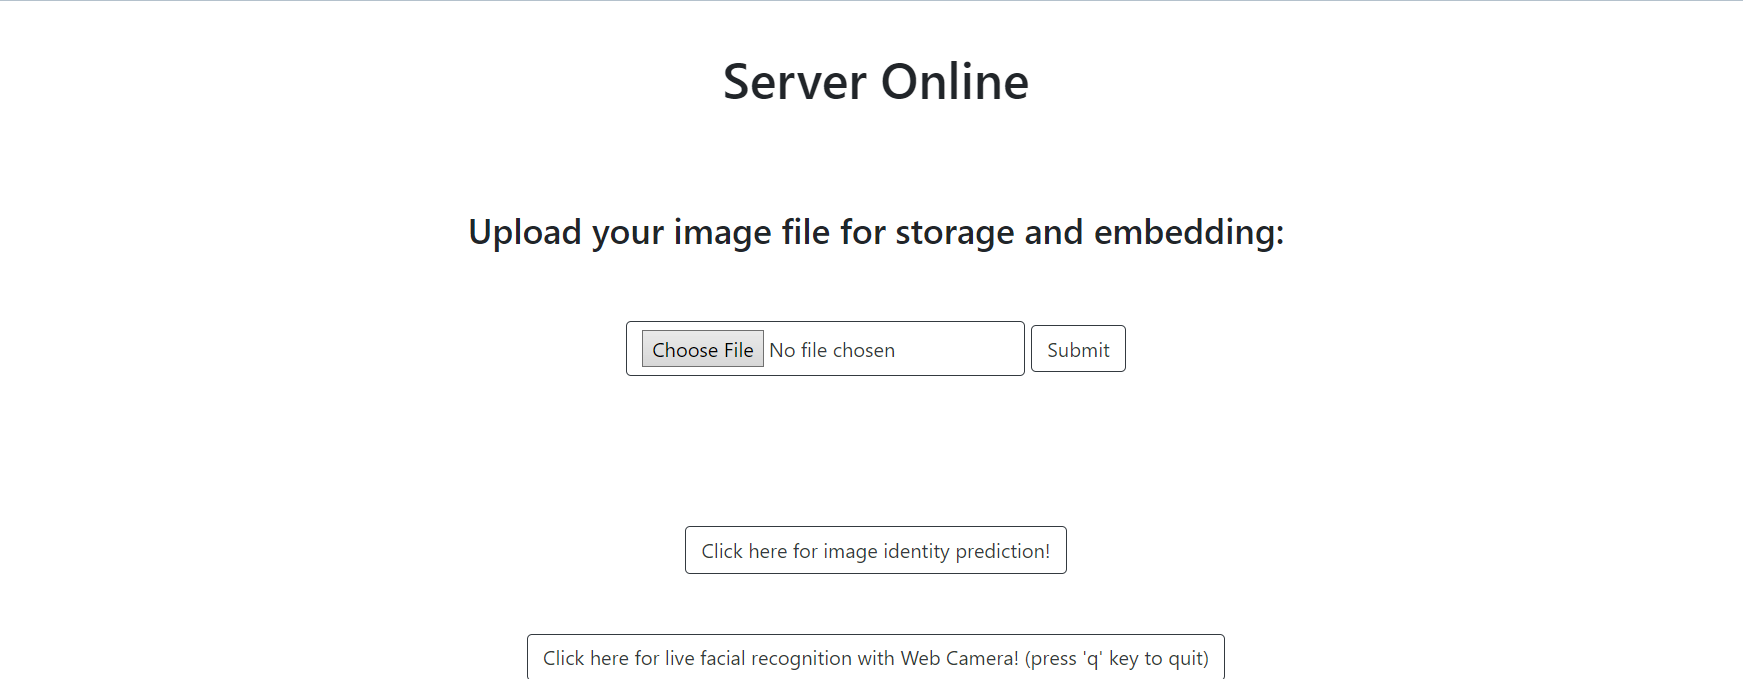 Server Online
Upload your image file for storage and embedding:
Choose File No file chosen Submit
Click here for image identity prediction!
Click here for live facial recognition with Web Camera! (press 'q' key to quit)